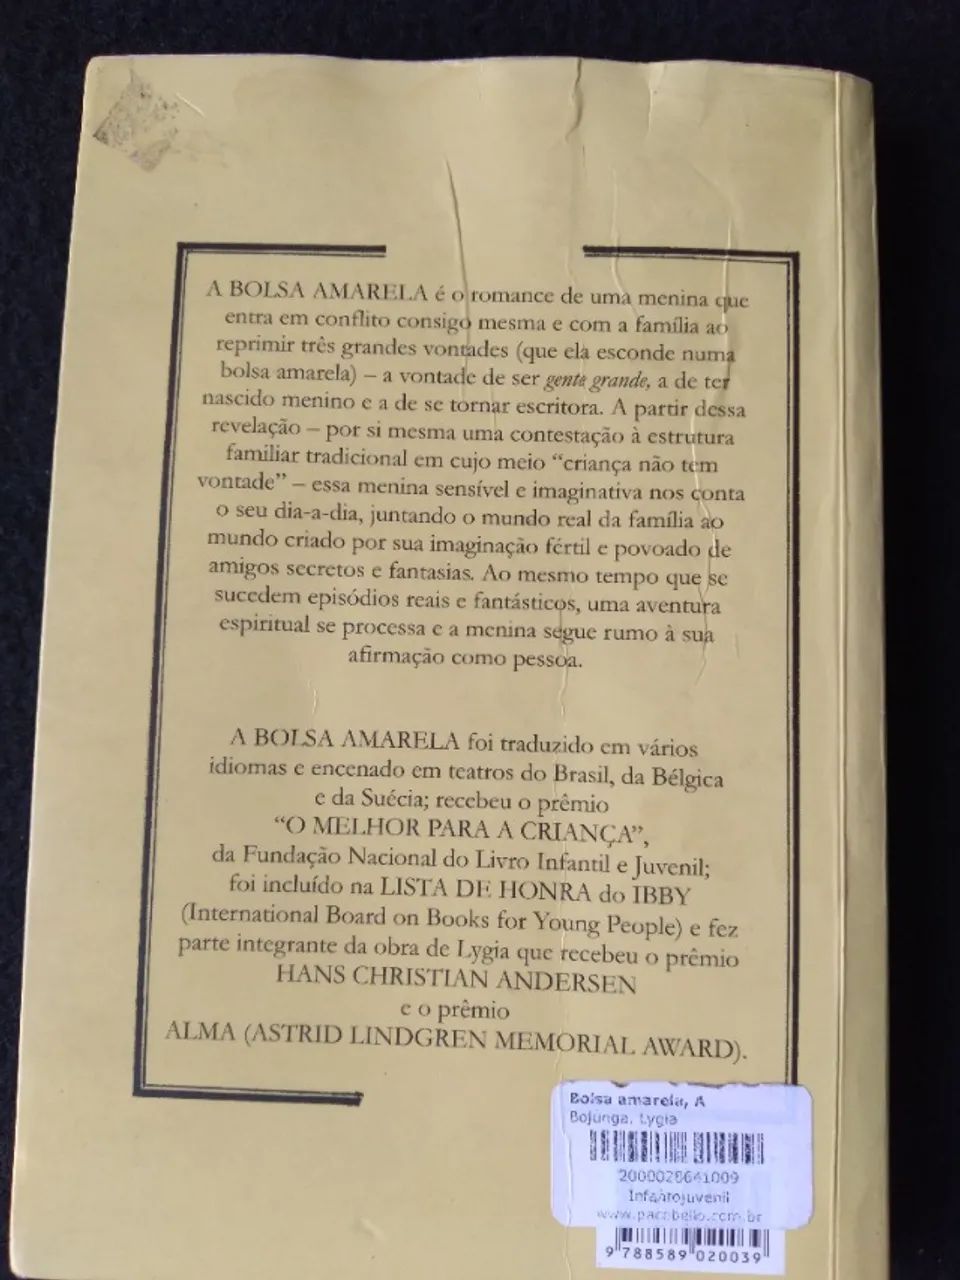 A BOLSA AMARELA é o romance de uma menina que
entra em conflito consigo mesma e com a família ao
reprimir três grandes vontades (que ela esconde numa
bolsa amarela) – a vontade de ser gente grande, a de ter
nascido menino e a de se tornar escritora. A partir dessa
revelação – por si mesma uma contestação à estrutura
familiar tradicional em cujo meio “criança não tem
vontade” – essa menina sensível e imaginativa nos conta
o seu dia-a-dia, juntando o mundo real da família ao
mundo criado por sua imaginação fértil e povoado de
amigos secretos e fantasias. Ao mesmo tempo que se
sucedem episódios reais e fantásticos, uma aventura
espiritual se processa e a menina segue rumo à sua
afirmação como pessoa.
A BOLSA AMARELA foi traduzido em vários
idiomas e encenado em teatros do Brasil, da Bélgica
e da Suécia; recebeu o prêmio
“O MELHOR PARA A CRIANÇA”,
da Fundação Nacional do Livro Infantil e Juvenil;
foi incluído na LISTA DE HONRA do IBBY
(International Board on Books for Young People) e fez
parte integrante da obra de Lygia que recebeu o prêmio
HANS CHRISTIAN ANDERSEN
e o prêmio
ALMA (ASTRID LINDGREN MEMORIAL AWARD).
Bolsa amarela, A
Bojunga, Lygia
2000028641009
Infantojuvenil
www.pacobello.com.br
9 788589 020039